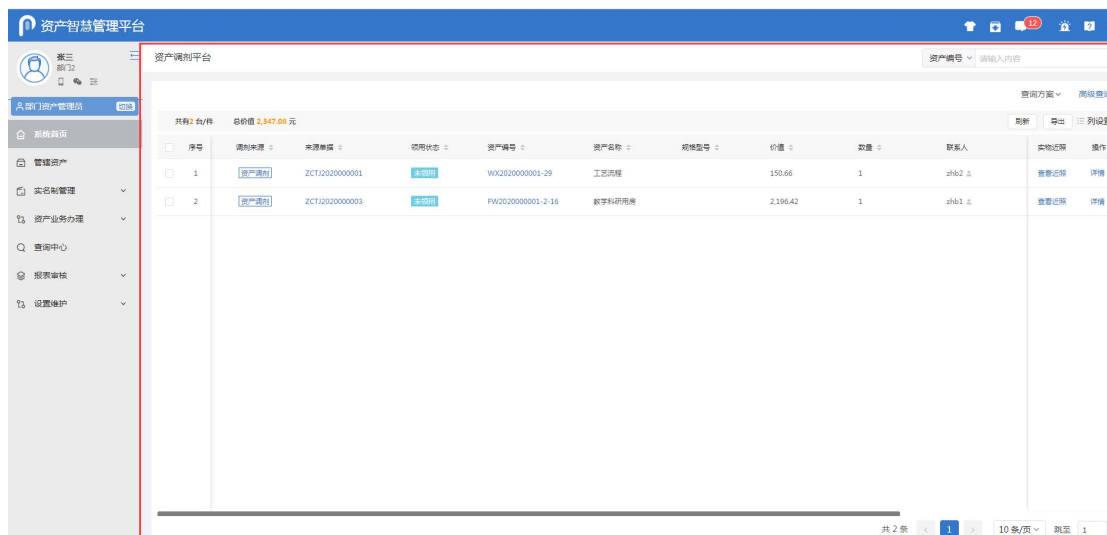 资产智慧管理平台
12
张三
部门2
部门资产管理员 切换
系统首页
管辖资产
实名制管理
资产业务办理
查询中心
报表审核
设置维护
资产调剂平台
资产编号 请输入内容
查询方案 高级查询
共有2 台/件 总价值 2,347.08 元
刷新 导出 列设置
序号 调剂来源 来源单据 领用状态 资产编号 资产名称 规格型号 价值 数量 联系人 实物近照 操作
1 资产调剂 ZCTJ2020000001 未领用 WX2020000001-29 工艺流程 150.66 1 zhb2 查看近照 详情
2 资产调剂 ZCTJ2020000003 未领用 FW2020000001-2-16 教学科研用房 2,196.42 1 zhb1 查看近照 详情
共 2 条 1 10 条/页 跳至 1